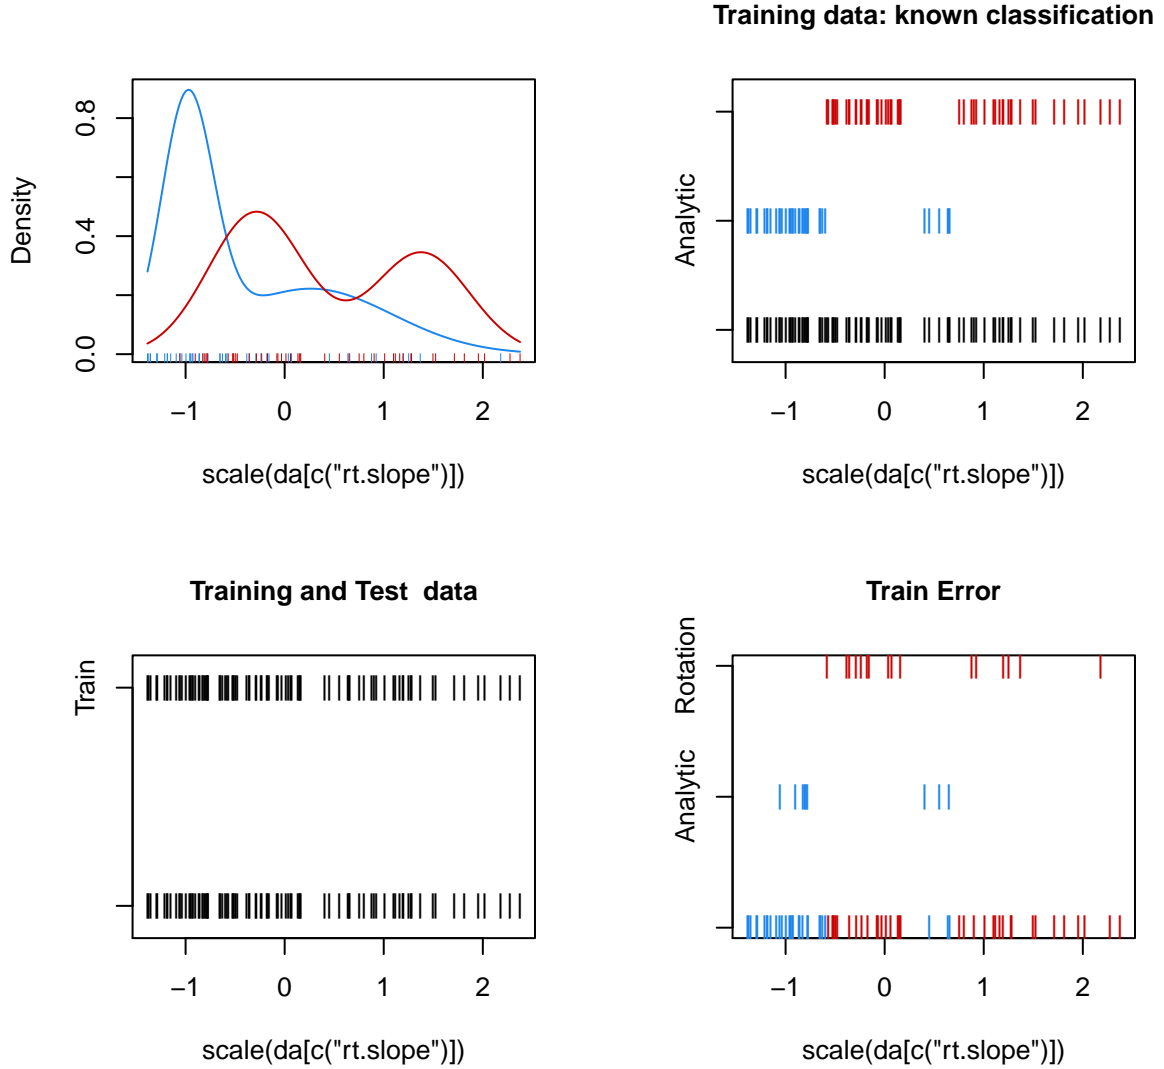 Training data: known classification
Density
0.0
0.4
0.8
−1
0
1
2
scale(da[c("rt.slope")])
Analytic
−1
0
1
2
scale(da[c("rt.slope")])
Training and Test  data
Train
−1
0
1
2
scale(da[c("rt.slope")])
Train Error
Rotation
Analytic
−1
0
1
2
scale(da[c("rt.slope")])